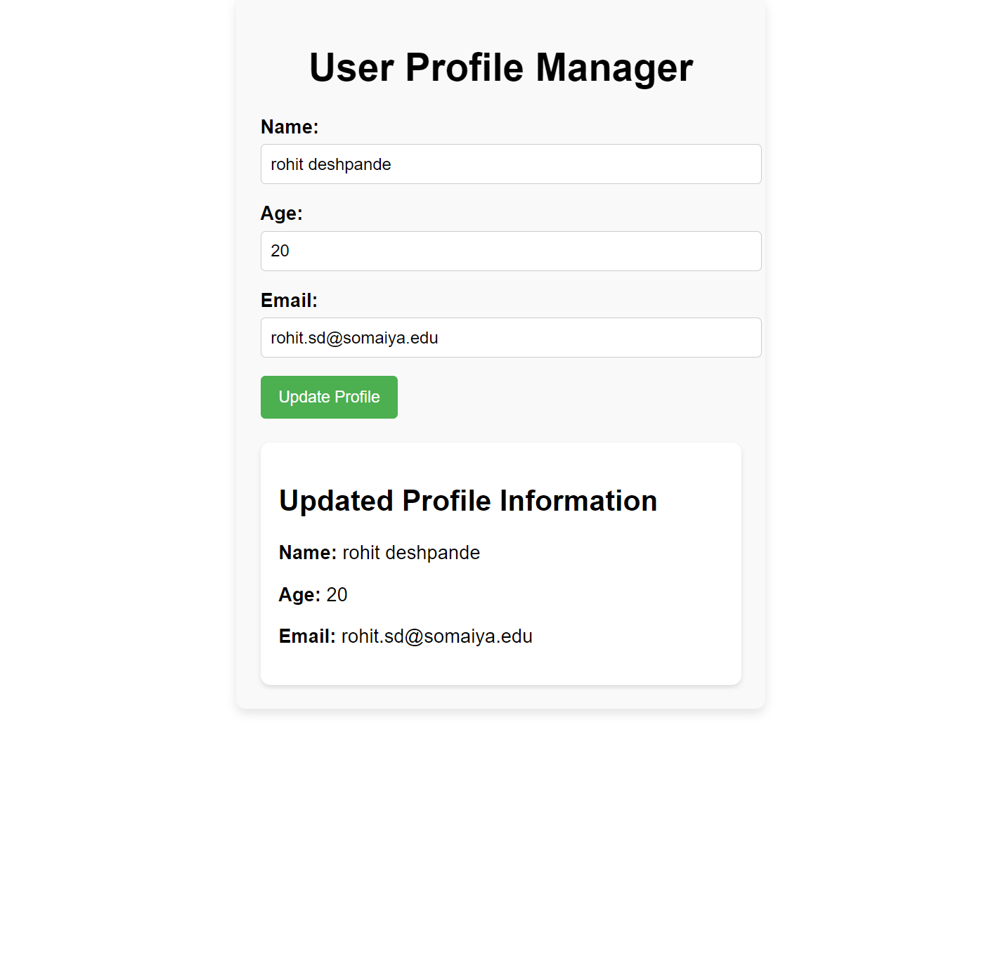 User Profile Manager
Name:
rohit deshpande
Age:
20
Email:
rohit.sd@somaiya.edu
Update Profile
Updated Profile Information
Name: rohit deshpande
Age: 20
Email: rohit.sd@somaiya.edu